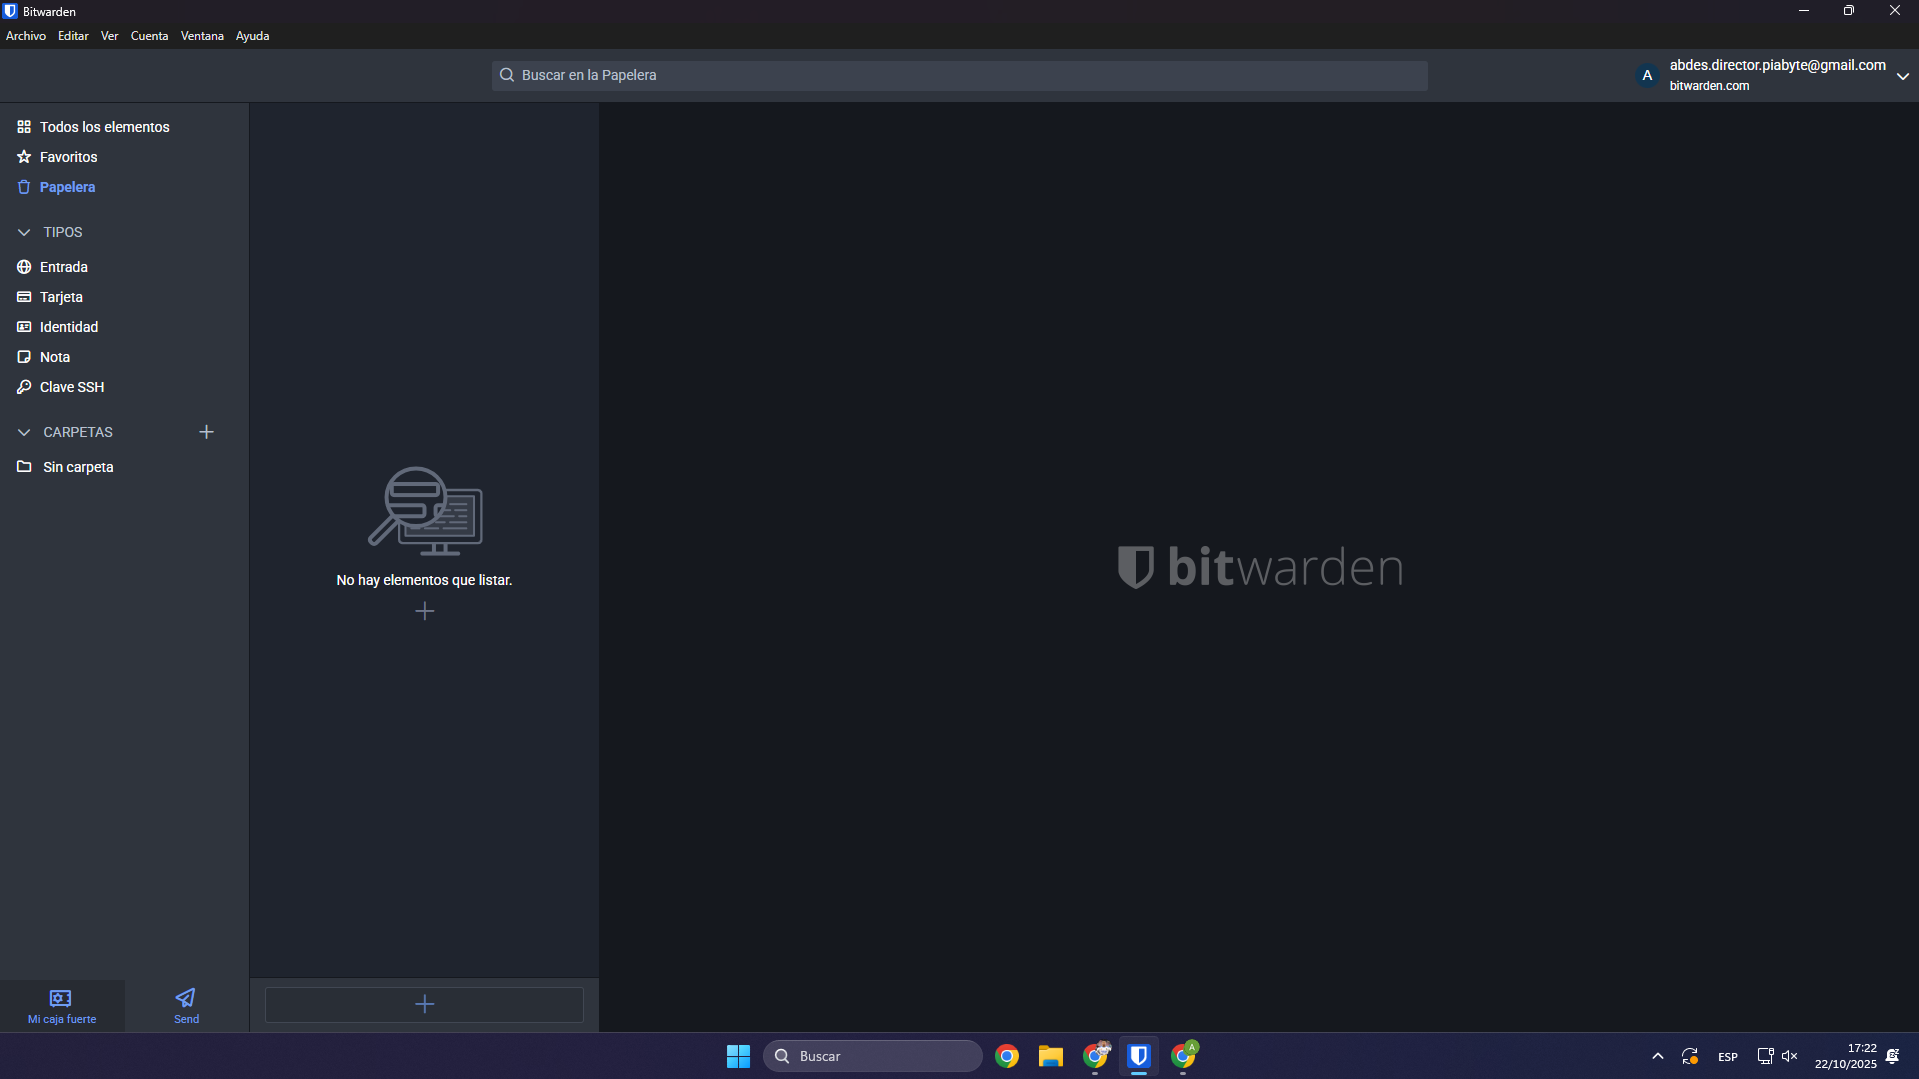 Bitwarden
Archivo Editar Ver Cuenta Ventana Ayuda
Buscar en la Papelera
A
abdes.director.piabyte@gmail.com
bitwarden.com
Todos los elementos
Favoritos
Papelera
TIPOS
Entrada
Tarjeta
Identidad
Nota
Clave SSH
CARPETAS
Sin carpeta
No hay elementos que listar.
bitwarden
Mi caja fuerte
Send
Buscar
A
ESP
17:22
22/10/2025